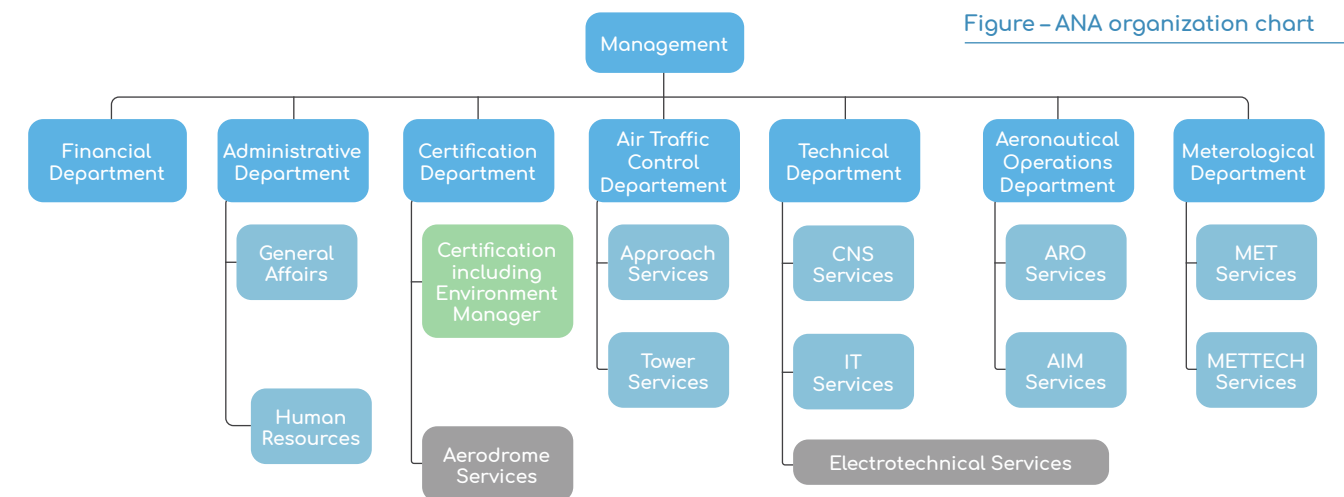 Figure – ANA organization chart
Management
Financial
Department
Administrative
Department
Certification
Department
Air Traffic
Control
Departement
Technical
Department
Aeronautical
Operations
Department
Meterological
Department
General
Affairs
Certification
including
Environment
Manager
Approach
Services
CNS
Services
ARO
Services
MET
Services
Tower
Services
IT
Services
AIM
Services
METTECH
Services
Human
Resources
Aerodrome
Services
Electrotechnical Services